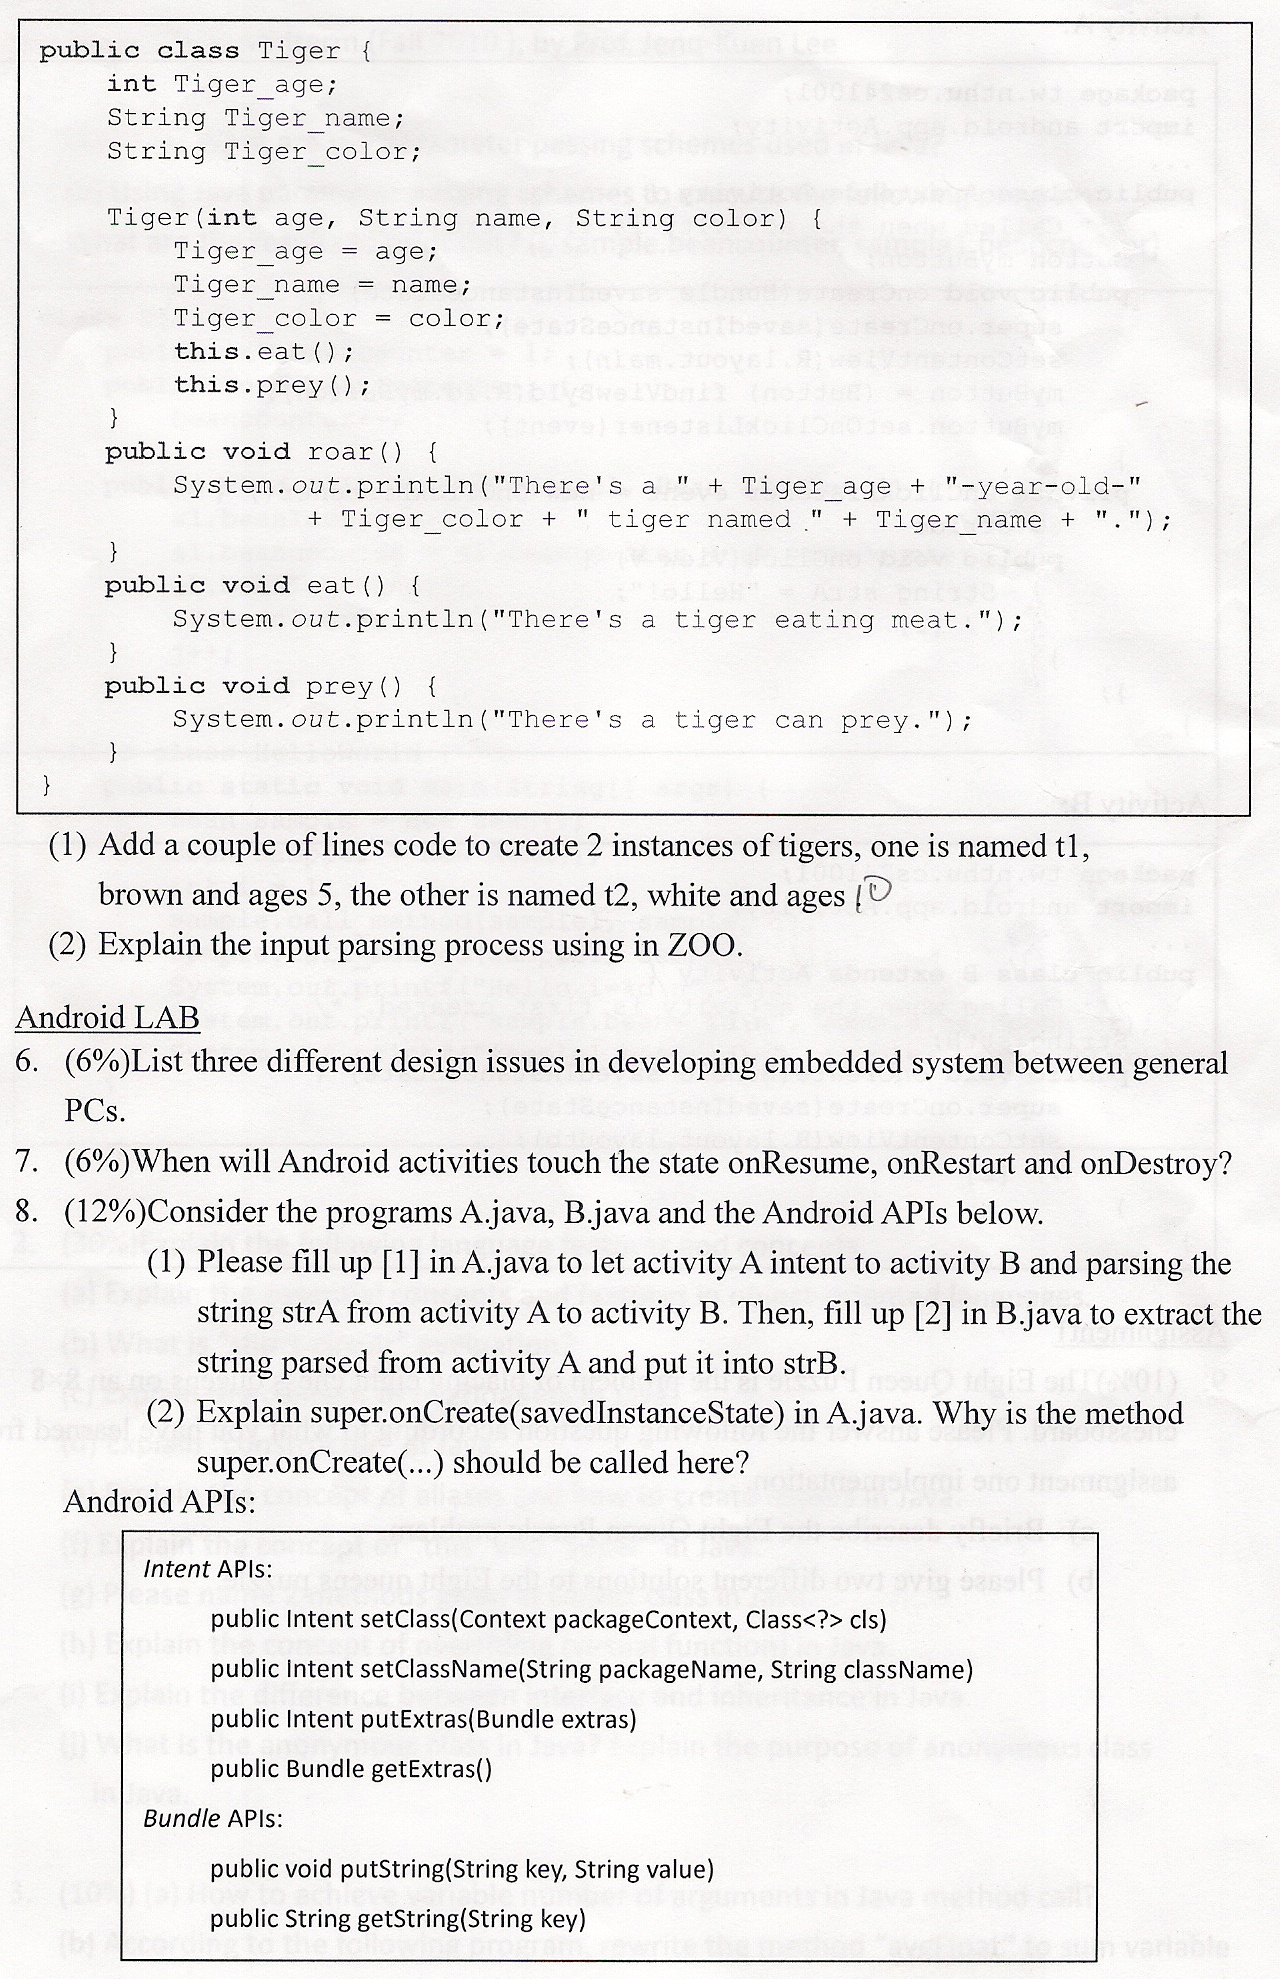 public class Tiger {
int Tiger_age;
String Tiger_name;
String Tiger_color;
Tiger(int age, String name, String color) {
Tiger_age = age;
Tiger_name = name;
Tiger_color = color;
this.eat();
this.prey();
}
public void roar() {
System.out.println("There's a " + Tiger_age + "-year-old-"
+ Tiger_color + " tiger named " + Tiger_name + ".");
}
public void eat() {
System.out.println("There's a tiger eating meat.");
}
public void prey() {
System.out.println("There's a tiger can prey.");
}
}
(1) Add a couple of lines code to create 2 instances of tigers, one is named t1,
brown and ages 5, the other is named t2, white and ages 10
(2) Explain the input parsing process using in ZOO.
Android LAB
6. (6%)List three different design issues in developing embedded system between general
PCs.
7. (6%)When will Android activities touch the state onResume, onRestart and onDestroy?
8. (12%)Consider the programs A.java, B.java and the Android APIs below.
(1) Please fill up [1] in A.java to let activity A intent to activity B and parsing the
string strA from activity A to activity B. Then, fill up [2] in B.java to extract the
string parsed from activity A and put it into strB.
(2) Explain super.onCreate(savedInstanceState) in A.java. Why is the method
super.onCreate(...) should be called here?
Android APIs:
Intent APIs:
public Intent setClass(Context packageContext, Class<?> cls)
public Intent setClassName(String packageName, String className)
public Intent putExtras(Bundle extras)
public Bundle getExtras()
Bundle APIs:
public void putString(String key, String value)
public String getString(String key)